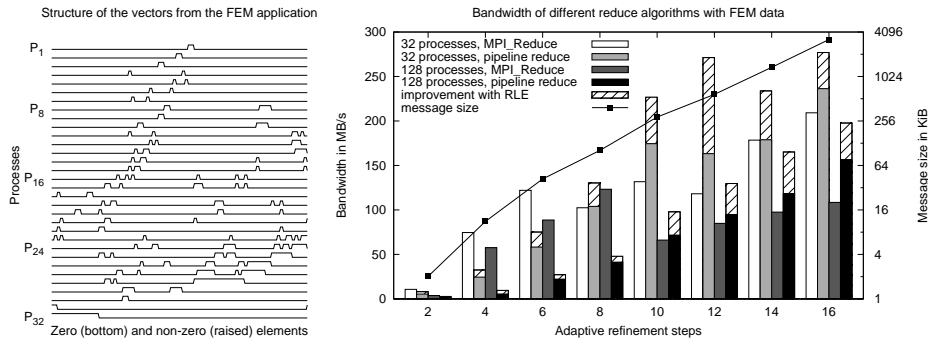 Structure of the vectors from the FEM application
Processes
P1
P8
P16
P24
P32
Zero (bottom) and non-zero (raised) elements
Bandwidth of different reduce algorithms with FEM data
Bandwidth in MB/s
300
250
200
150
100
50
0
32 processes, MPI_Reduce
32 processes, pipeline reduce
128 processes, MPI_Reduce
128 processes, pipeline reduce
improvement with RLE
message size
4096
1024
256
64
16
4
1
Message size in KiB
2 4 6 8 10 12 14 16
Adaptive refinement steps